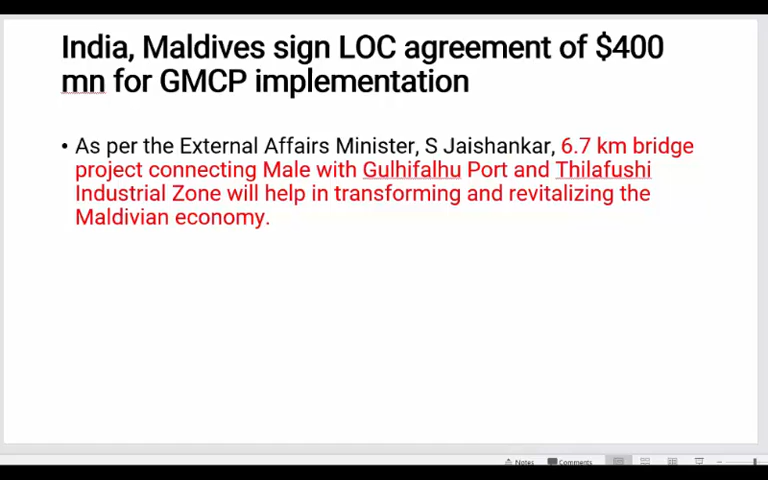 India, Maldives sign LOC agreement of $400
mn for GMCP implementation
• As per the External Affairs Minister, S Jaishankar, 6.7 km bridge
project connecting Male with Gulhifalhu Port and Thilafushi
Industrial Zone will help in transforming and revitalizing the
Maldivian economy.
Notes Comments